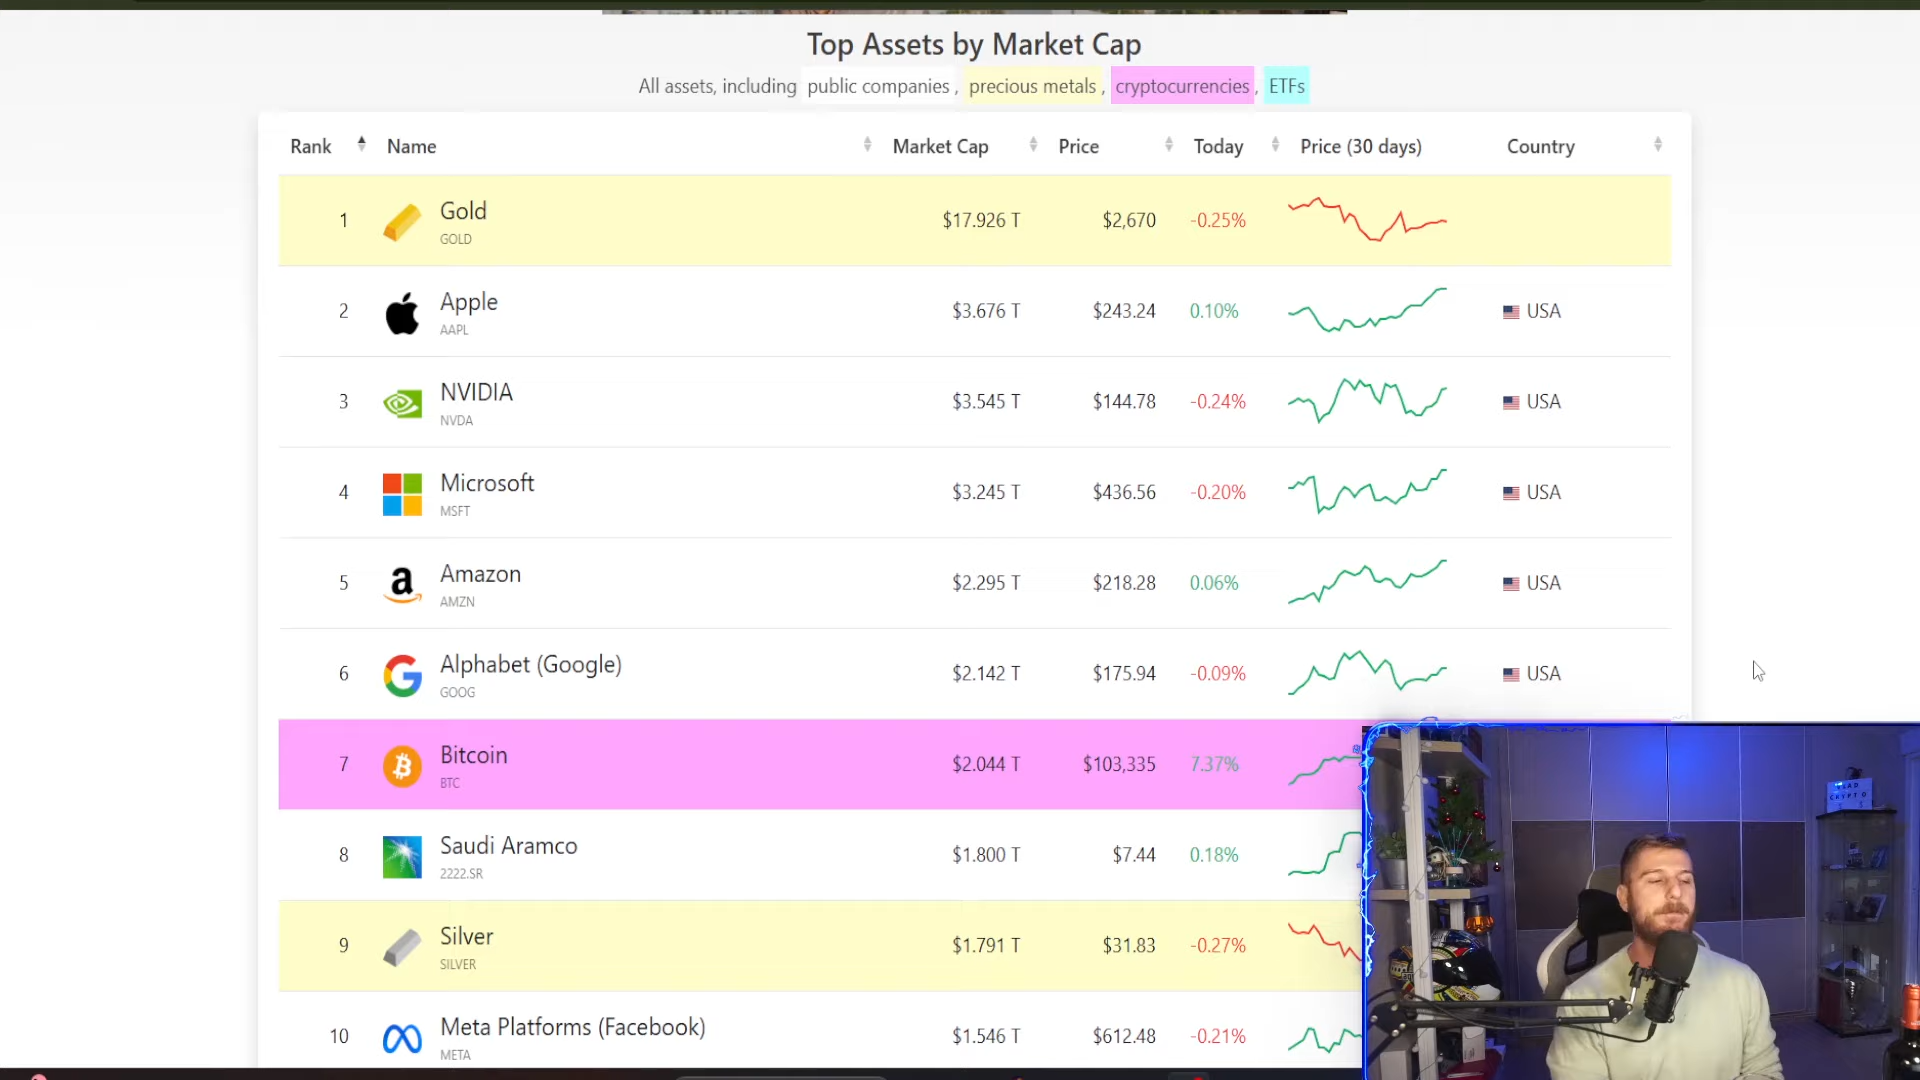 Top Assets by Market Cap
All assets, including public companies , precious metals , cryptocurrencies , ETFs
Rank Name Market Cap Price Today Price (30 days) Country
1 Gold $17.926 T $2,670 -0.25%
GOLD
2 Apple $3.676 T $243.24 0.10% USA
AAPL
3 NVIDIA $3.545 T $144.78 -0.24% USA
NVDA
4 Microsoft $3.245 T $436.56 -0.20% USA
MSFT
5 Amazon $2.295 T $218.28 0.06% USA
AMZN
6 Alphabet (Google) $2.142 T $175.94 -0.09% USA
GOOG
7 Bitcoin $2.044 T $103,335 7.37%
BTC
8 Saudi Aramco $1.800 T $7.44 0.18%
2222.SR
9 Silver $1.791 T $31.83 -0.27%
SILVER
10 Meta Platforms (Facebook) $1.546 T $612.48 -0.21%
META
CRYPTO